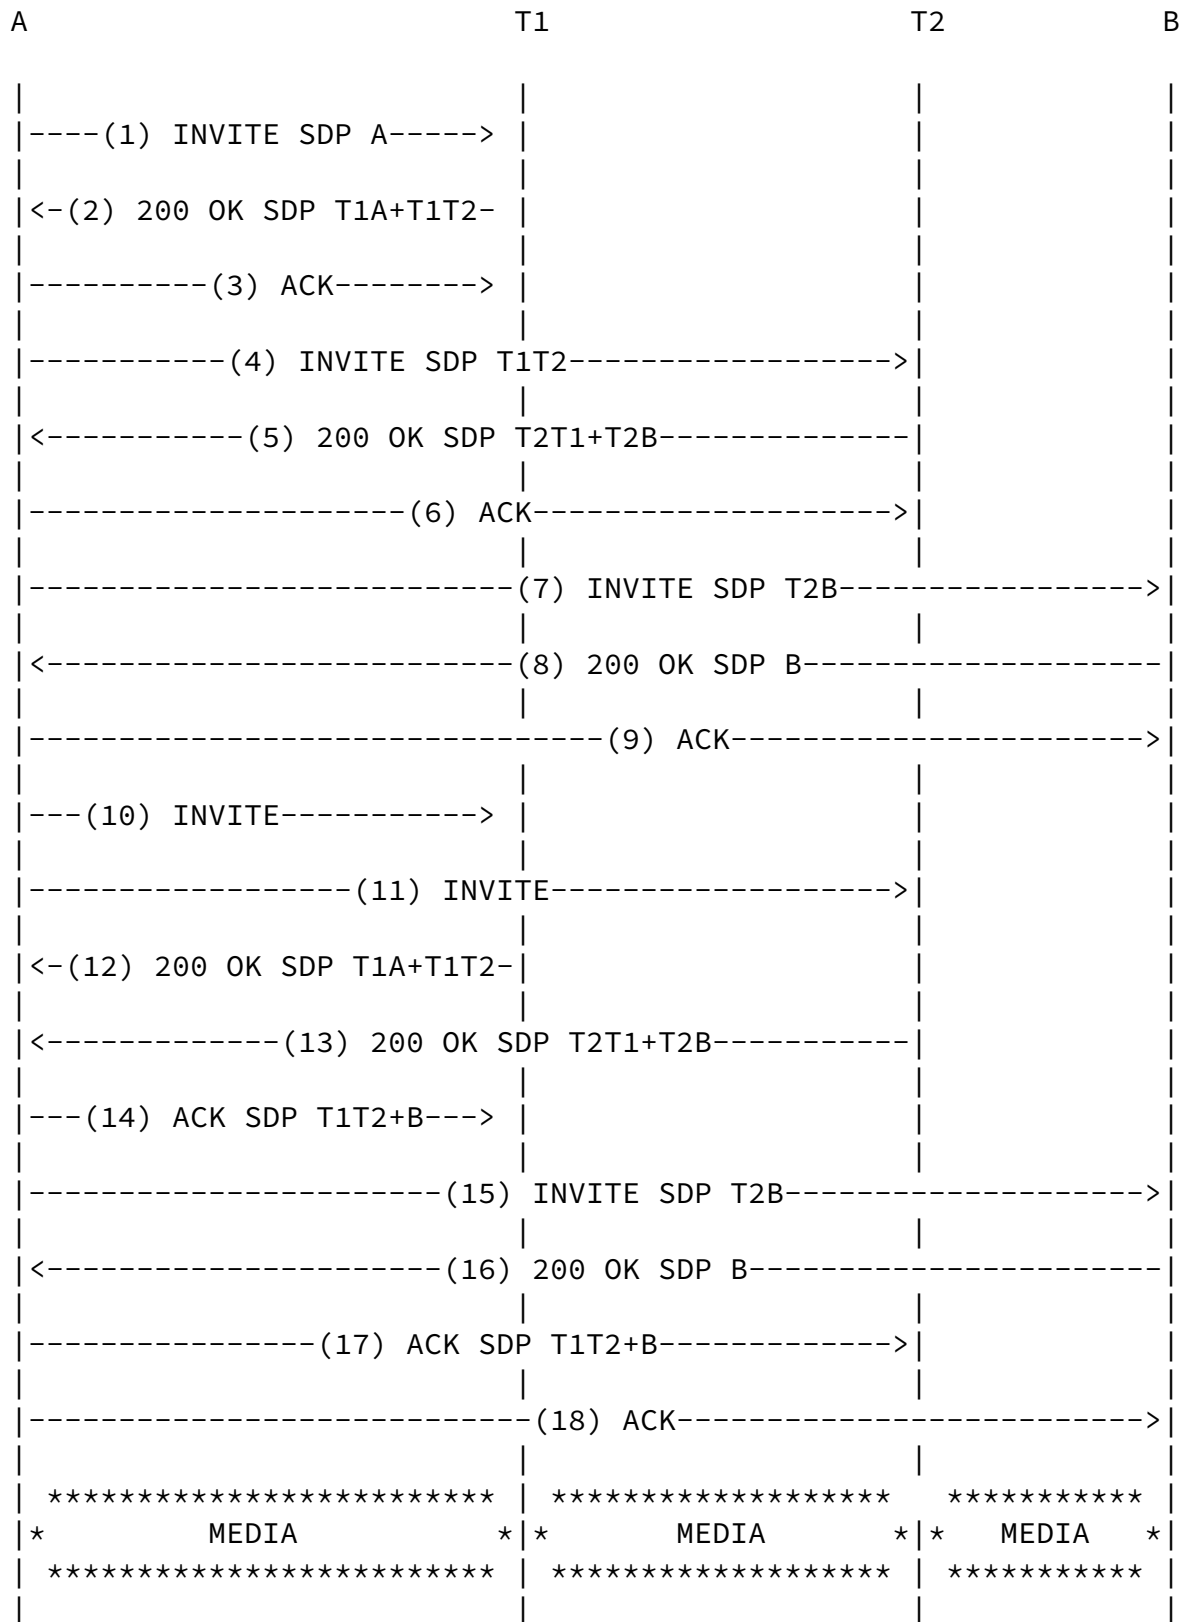 A T1 T2 B
----(1) INVITE SDP A----->
<-(2) 200 OK SDP T1A+T1T2-
----------(3) ACK-------->
-----------(4) INVITE SDP T1T2------------------>
<-----------(5) 200 OK SDP T2T1+T2B--------------
---------------------(6) ACK-------------------->
---------------------------(7) INVITE SDP T2B----------------->
<--------------------------(8) 200 OK SDP B--------------------
--------------------------------(9) ACK----------------------->
---(10) INVITE----------->
------------------(11) INVITE------------------->
<-(12) 200 OK SDP T1A+T1T2-
<-------------(13) 200 OK SDP T2T1+T2B-----------
---(14) ACK SDP T1T2+B--->
-----------------------(15) INVITE SDP T2B-------------------->
<----------------------(16) 200 OK SDP B-----------------------
----------------(17) ACK SDP T1T2+B------------->
----------------------------(18) ACK-------------------------->
************************* ******************* ***********
* MEDIA * * MEDIA * * MEDIA *
************************* ******************* ***********